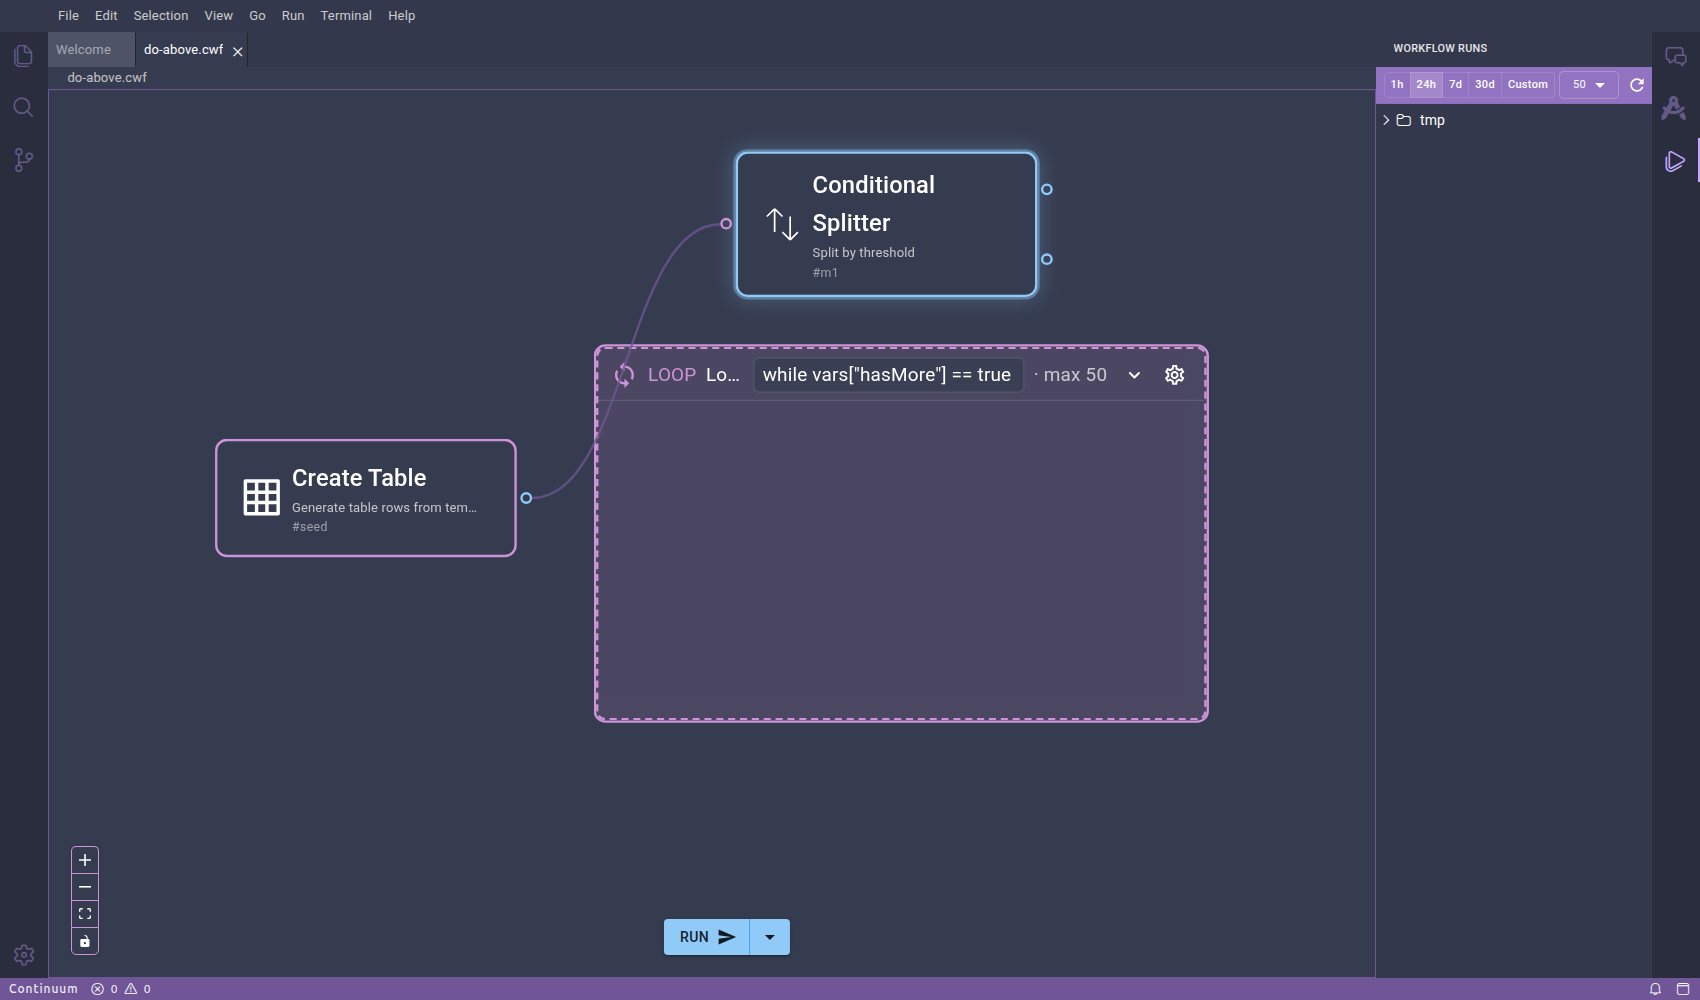 File Edit Selection View Go Run Terminal Help
Welcome do-above.cwf
do-above.cwf
WORKFLOW RUNS
1h 24h 7d 30d Custom 50
tmp
Conditional
Splitter
Split by threshold
#m1
LOOP Lo... while vars["hasMore"] == true · max 50
Create Table
Generate table rows from tem...
#seed
RUN
Continuum 0 0